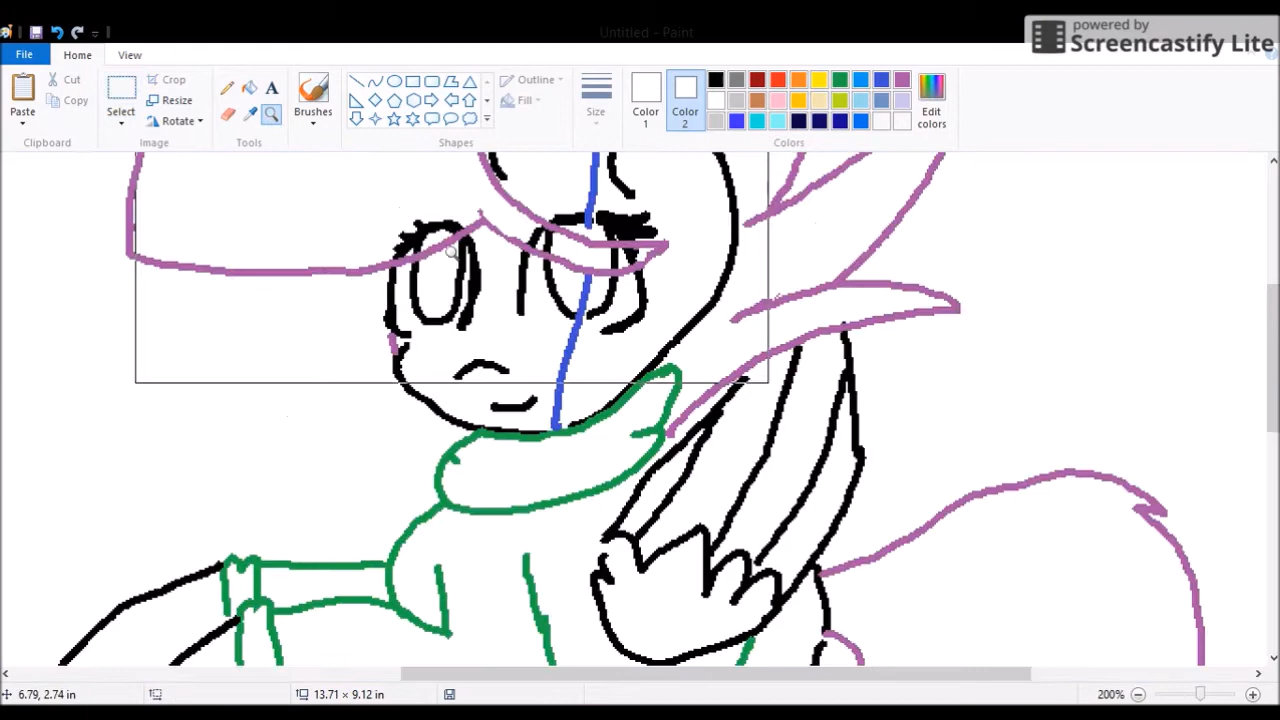 powered by
Screencastify Lite
Untitled - Paint
File Home View
Paste
Cut
Copy
Clipboard
Select
Crop
Resize
Rotate
Image
A
Tools
Brushes
Shapes
Outline
Fill
Size
Color
1
Color
2
Edit
colors
Colors
6.79, 2.74 in
13.71 × 9.12 in
200%